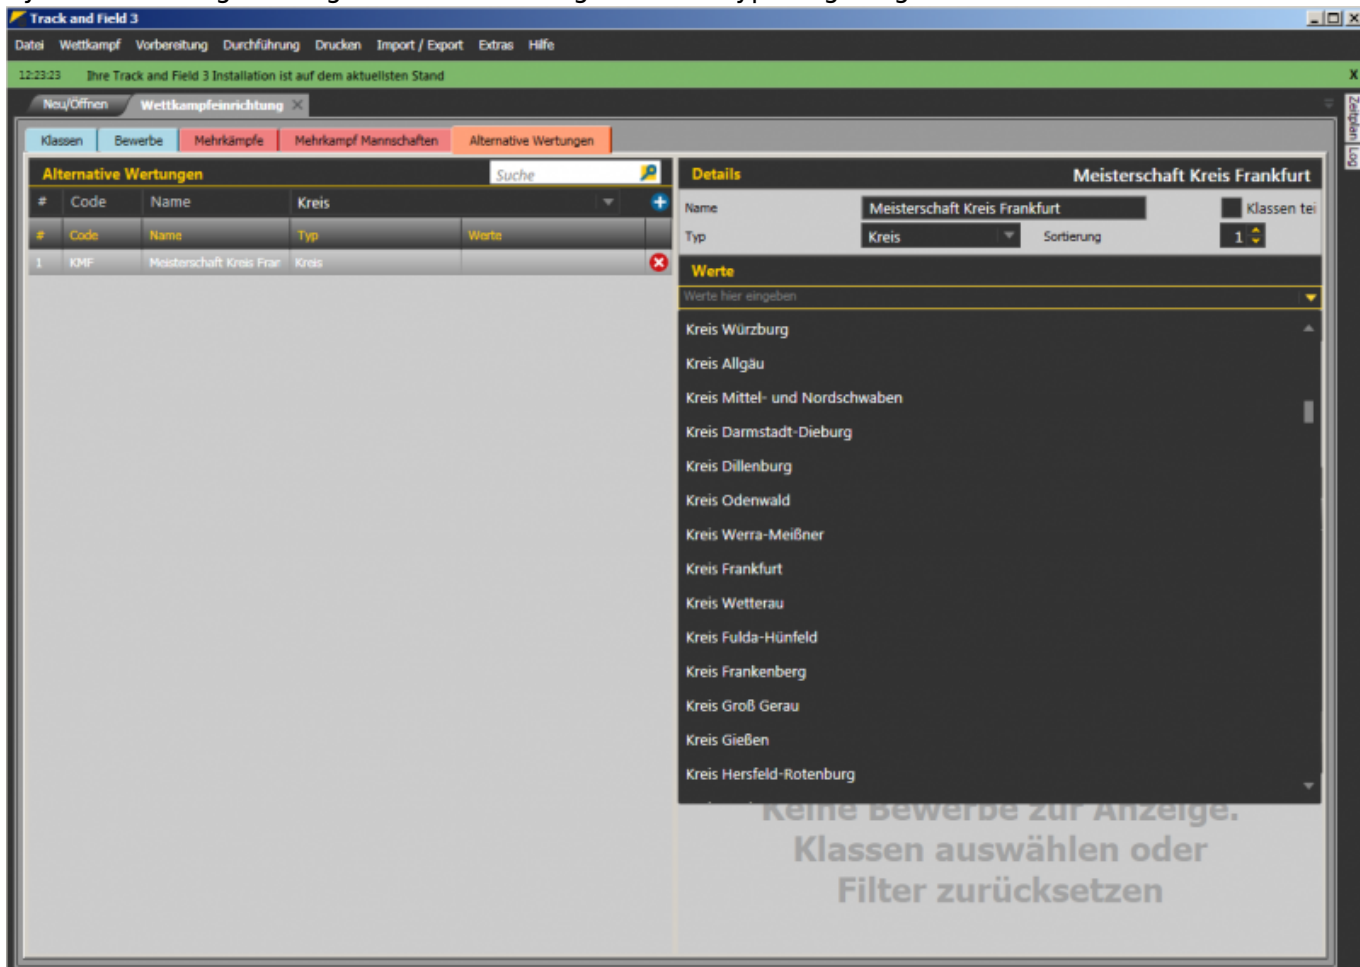 Track and Field 3
Datei Wettkampf Vorbereitung Durchführung Drucken Import / Export Extras Hilfe
12:23:23 Ihre Track and Field 3 Installation ist auf dem aktuellsten Stand X
Neu/Öffnen Wettkampfeinrichtung
Zeitplan
Log
Klassen Bewerbe Mehrkämpfe Mehrkampf Mannschaften Alternative Wertungen
Alternative Wertungen Suche
# Code Name Kreis
# Code Name Typ Werte
1 KMF Meisterschaft Kreis Fran Kreis
Details Meisterschaft Kreis Frankfurt
Name Meisterschaft Kreis Frankfurt Klassen tei
Typ Kreis Sortierung 1
Werte
Werte hier eingeben
Kreis Würzburg
Kreis Allgäu
Kreis Mittel- und Nordschwaben
Kreis Darmstadt-Dieburg
Kreis Dillenburg
Kreis Odenwald
Kreis Werra-Meißner
Kreis Frankfurt
Kreis Wetterau
Kreis Fulda-Hünfeld
Kreis Frankenberg
Kreis Groß Gerau
Kreis Gießen
Kreis Hersfeld-Rotenburg
Keine Bewerbe zur Anzeige.
Klassen auswählen oder
Filter zurücksetzen